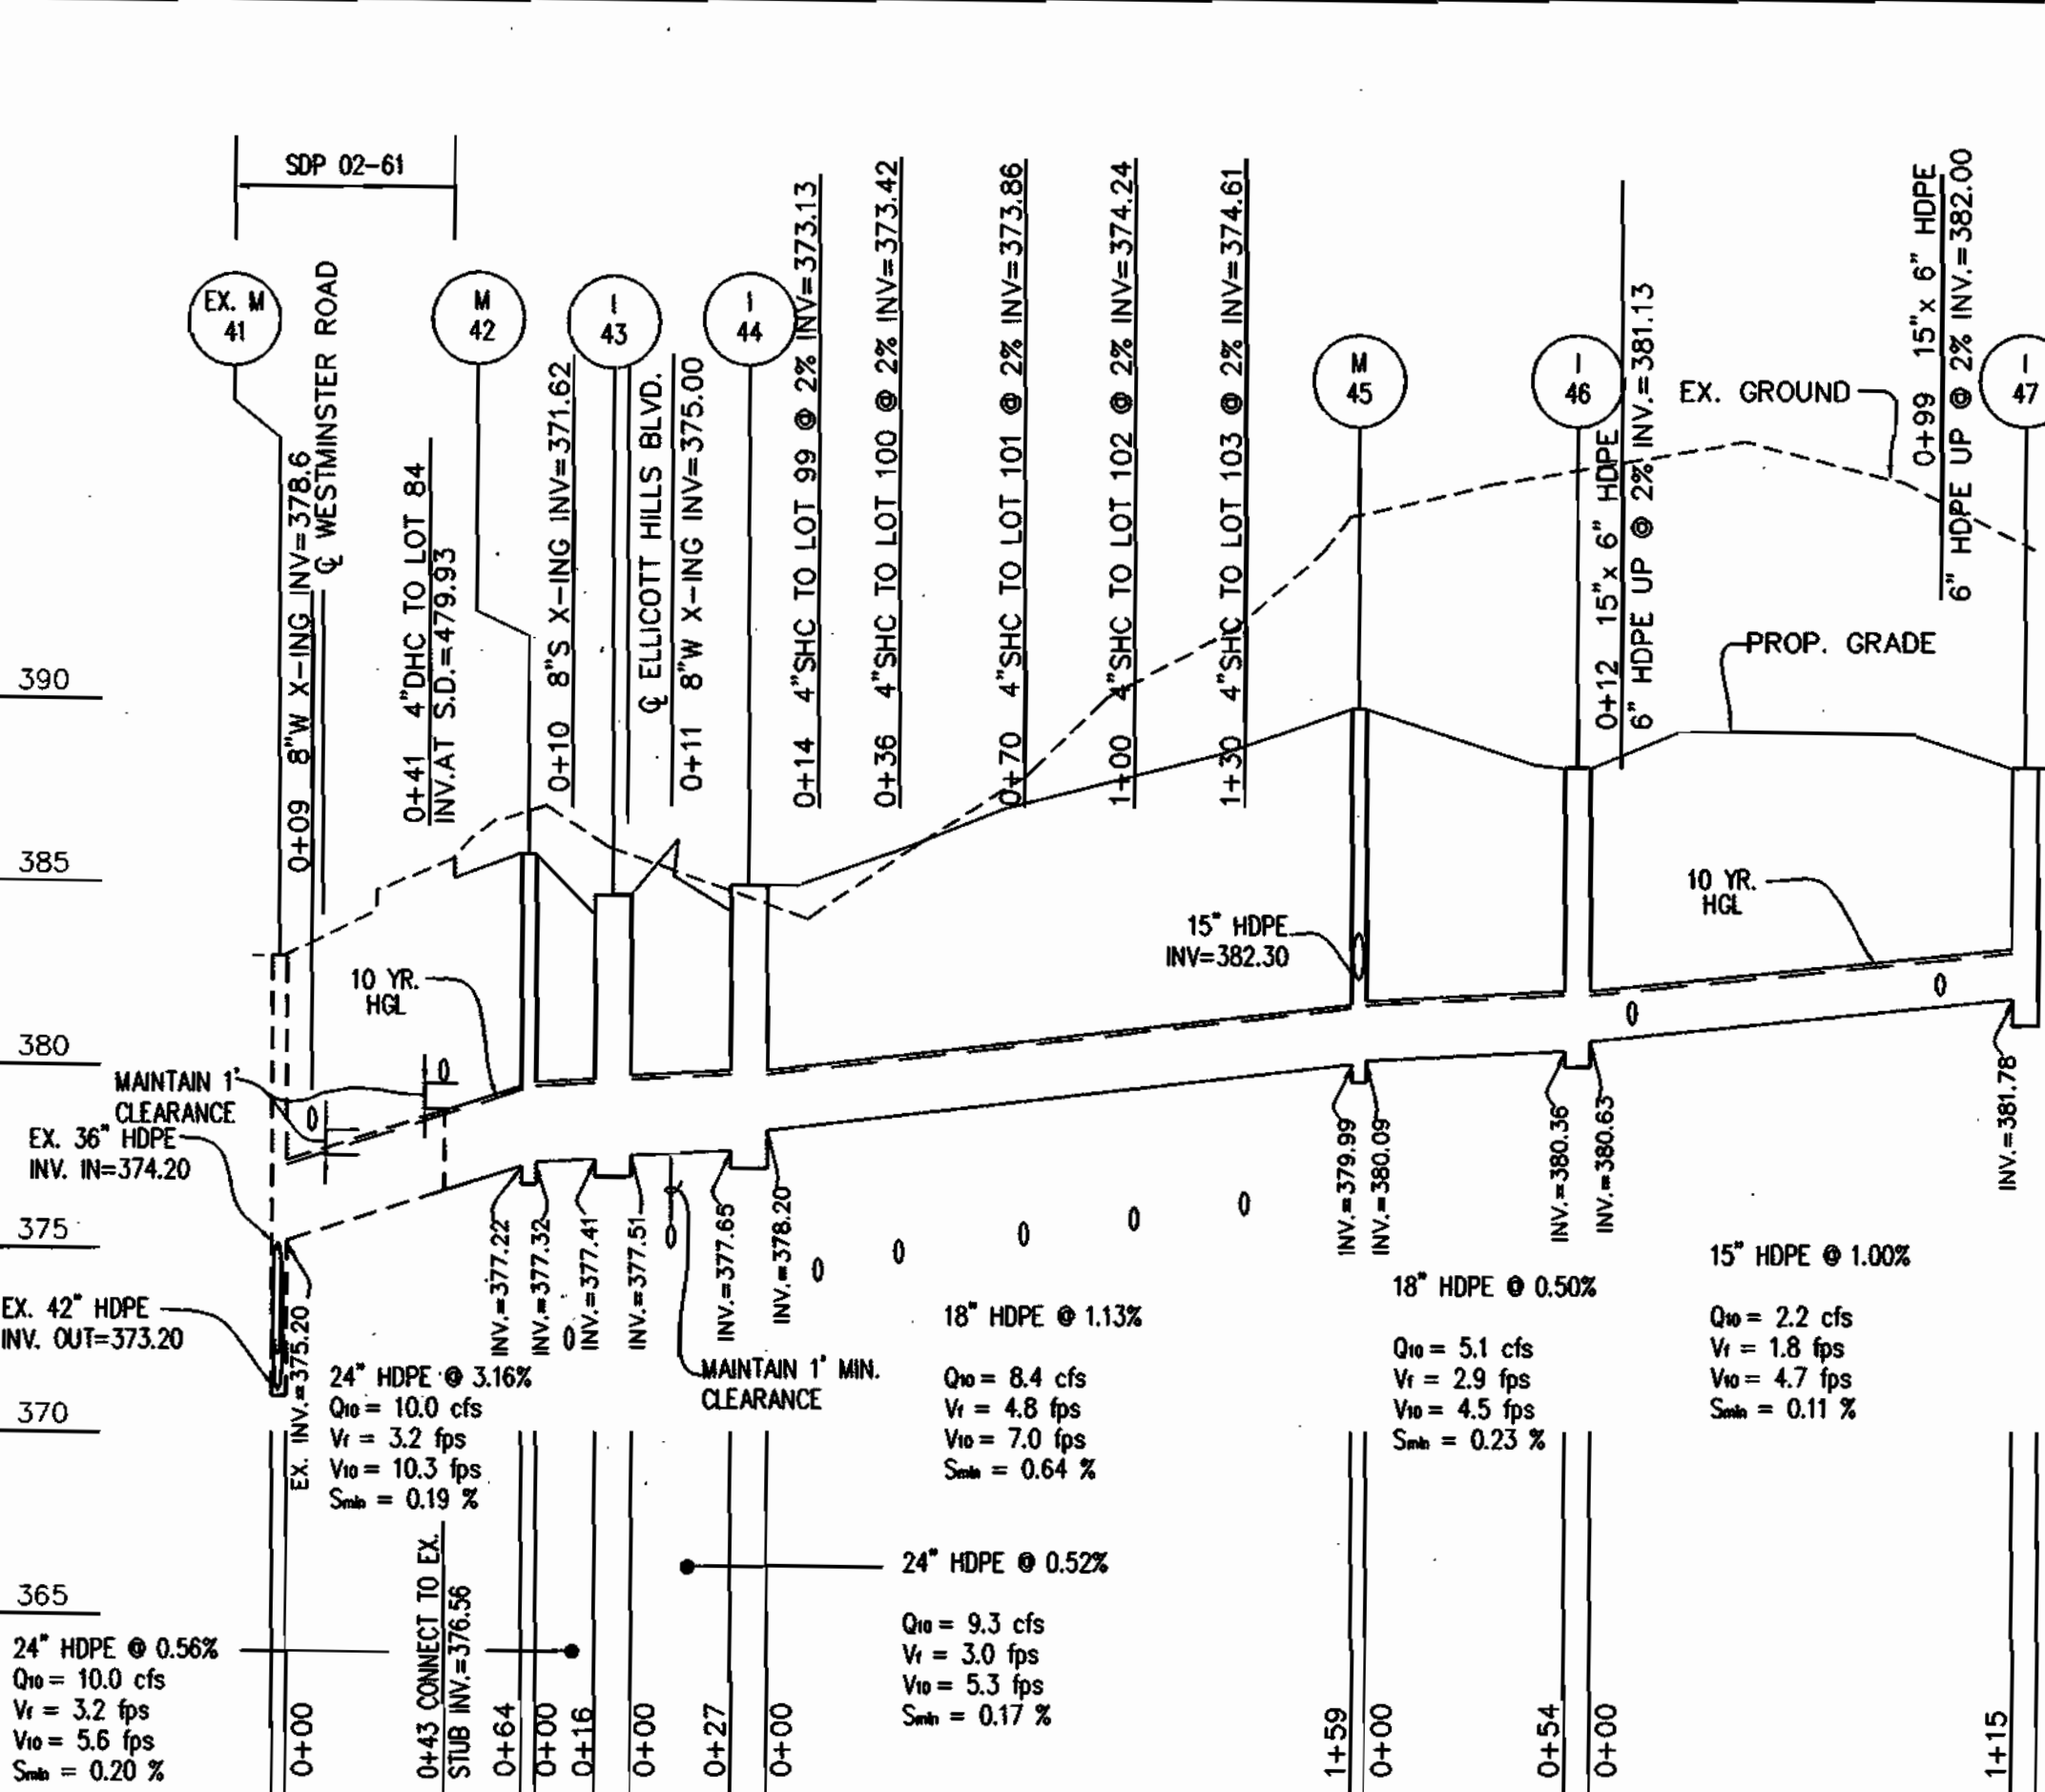 SDP 02-61
EX. M
41
M
42
I
43
I
44
M
45
I
46
I
47
0+09 8"W X-ING INV=378.6
℄ WESTMINSTER ROAD
0+41 4"DHC TO LOT 84
INV.AT S.D.=479.93
0+10 8"S X-ING INV=371.62
℄ ELLICOTT HILLS BLVD.
0+11 8"W X-ING INV=375.00
0+14 4"SHC TO LOT 99 @ 2% INV=373.13
0+36 4"SHC TO LOT 100 @ 2% INV=373.42
0+70 4"SHC TO LOT 101 @ 2% INV=373.86
1+00 4"SHC TO LOT 102 @ 2% INV=374.24
1+30 4"SHC TO LOT 103 @ 2% INV=374.61
0+12 15"x 6" HDPE
6" HDPE UP @ 2% INV.=381.13
EX. GROUND
0+99 15"x 6" HDPE
6" HDPE UP @ 2% INV.=382.00
PROP. GRADE
390
385
380
375
370
365
10 YR.
HGL
15" HDPE
INV=382.30
10 YR.
HGL
MAINTAIN 1'
CLEARANCE
EX. 36" HDPE
INV. IN=374.20
EX. 42" HDPE
INV. OUT=373.20
EX. INV.=375.20
INV.=377.22
INV.=377.32
INV.=377.41
INV.=377.51
INV.=377.65
INV.=378.20
INV.=379.99
INV.=380.09
INV.=380.36
INV.=380.63
INV.=381.78
MAINTAIN 1' MIN.
CLEARANCE
24" HDPE @ 3.16%
Q10 = 10.0 cfs
Vf = 3.2 fps
V10 = 10.3 fps
Smin = 0.19 %
18" HDPE @ 1.13%
Q10 = 8.4 cfs
Vf = 4.8 fps
V10 = 7.0 fps
Smin = 0.64 %
18" HDPE @ 0.50%
Q10 = 5.1 cfs
Vf = 2.9 fps
V10 = 4.5 fps
Smin = 0.23 %
15" HDPE @ 1.00%
Q10 = 2.2 cfs
Vf = 1.8 fps
V10 = 4.7 fps
Smin = 0.11 %
24" HDPE @ 0.52%
Q10 = 9.3 cfs
Vf = 3.0 fps
V10 = 5.3 fps
Smin = 0.17 %
24" HDPE @ 0.56%
Q10 = 10.0 cfs
Vf = 3.2 fps
V10 = 5.6 fps
Smin = 0.20 %
0+00
0+43 CONNECT TO EX.
STUB INV.=376.56
0+64
0+00
0+16
0+00
0+27
0+00
1+59
0+00
0+54
0+00
1+15